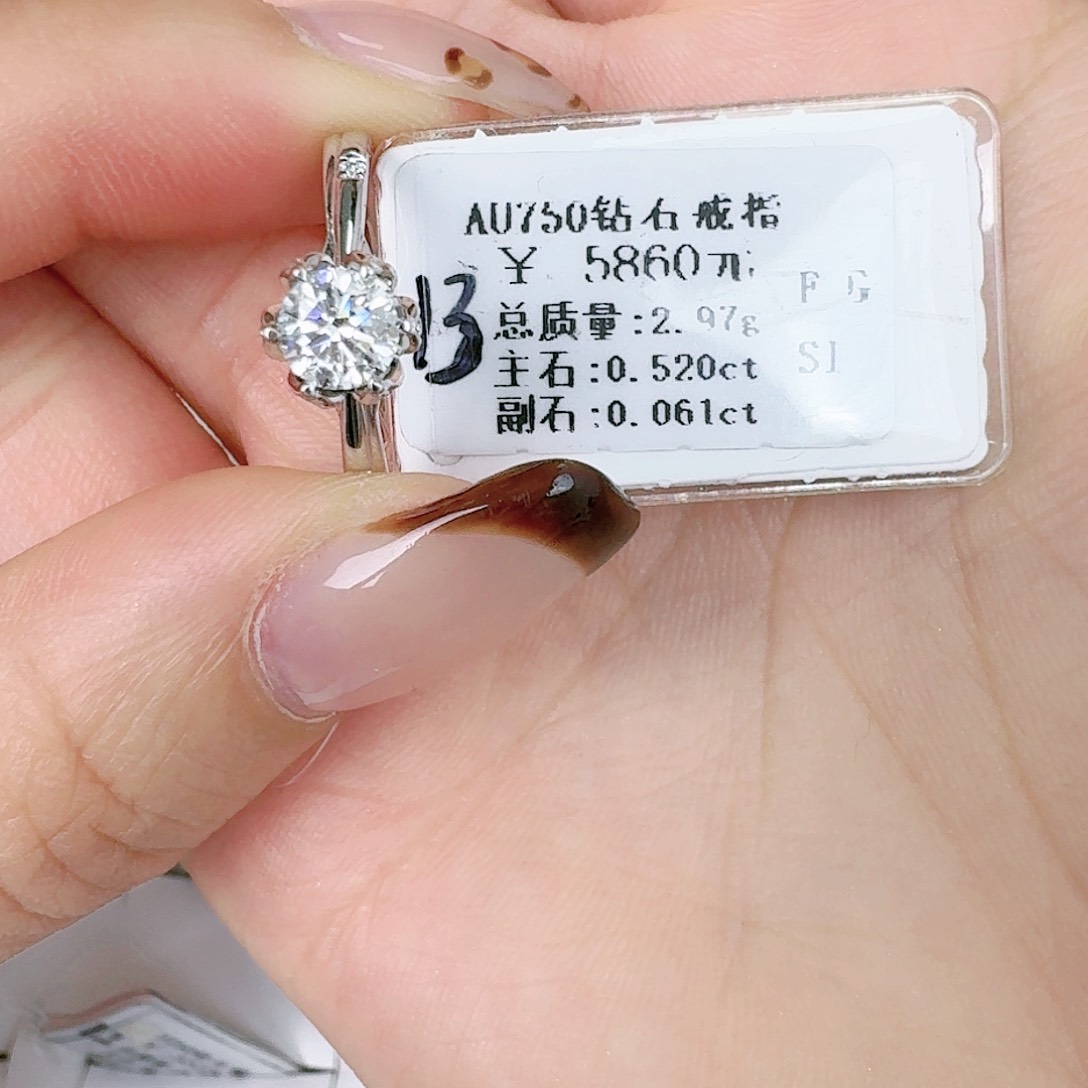 AU750钻石戒指
¥ 5860元
F G
总质量:2.97g
13
主石:0.520ct
SI
副石:0.061ct